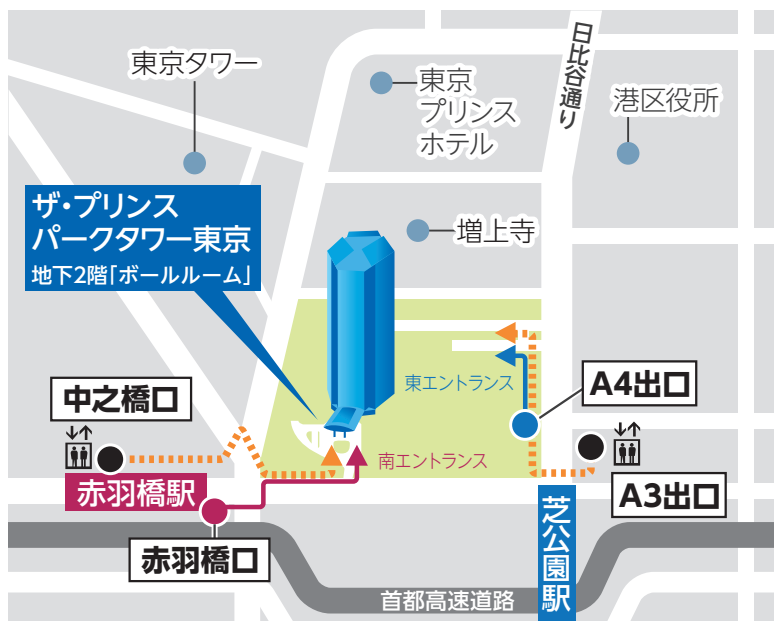 東京タワー
東京
プリンス
ホテル
日比谷通り
港区役所
ザ・プリンス
パークタワー東京
地下2階「ボールルーム」
増上寺
東エントランス
A4出口
中之橋口
南エントランス
赤羽橋駅
A3出口
赤羽橋口
芝公園駅
首都高速道路